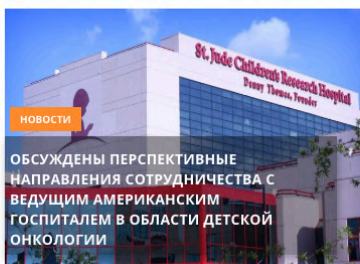 St. Jude Children's Research Hospital
Danny Thomas, Founder
НОВОСТИ
ОБСУЖДЕНЫ ПЕРСПЕКТИВНЫЕ
НАПРАВЛЕНИЯ СОТРУДНИЧЕСТВА С
ВЕДУЩИМ АМЕРИКАНСКИМ
ГОСПИТАЛЕМ В ОБЛАСТИ ДЕТСКОЙ
ОНКОЛОГИИ